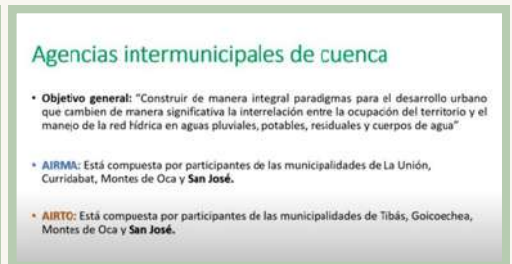 Agencias intermunicipales de cuenca
• Objetivo general: "Construir de manera integral paradigmas para el desarrollo urbano
que cambien de manera significativa la interrelación entre la ocupación del territorio y el
manejo de la red hídrica en aguas pluviales, potables, residuales y cuerpos de agua"
• AIRMA: Está compuesta por participantes de las municipalidades de La Unión,
Curridabat, Montes de Oca y San José.
• AIRTO: Está compuesta por participantes de las municipalidades de Tibás, Goicoechea,
Montes de Oca y San José.